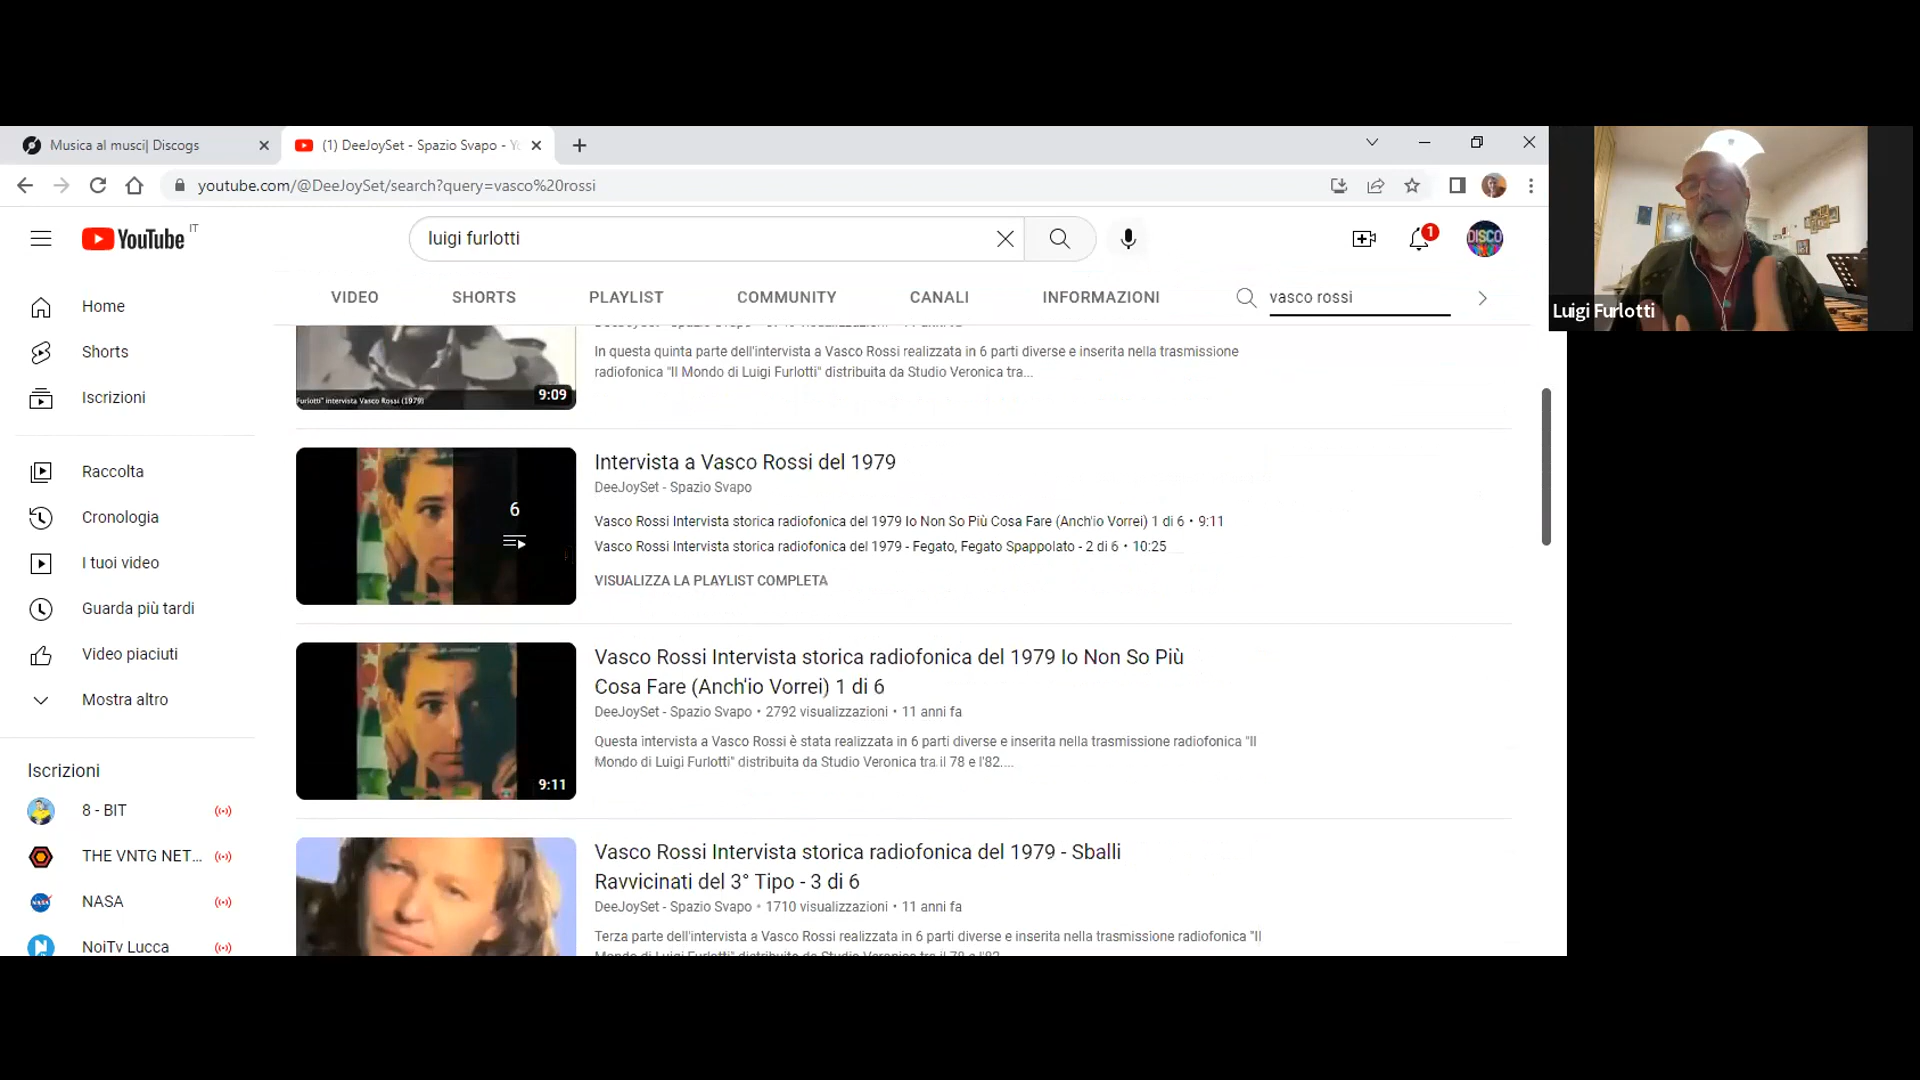 Musica al musci| Discogs
(1) DeeJoySet - Spazio Svapo - Yo
youtube.com/@DeeJoySet/search?query=vasco%20rossi
YouTube IT
luigi furlotti
1
DISCO
VIDEO SHORTS PLAYLIST COMMUNITY CANALI INFORMAZIONI vasco rossi
Luigi Furlotti
Home
Shorts
Iscrizioni
Raccolta
Cronologia
I tuoi video
Guarda più tardi
Video piaciuti
Mostra altro
Iscrizioni
8 - BIT
THE VNTG NET...
NASA
NoiTv Lucca
In questa quinta parte dell'intervista a Vasco Rossi realizzata in 6 parti diverse e inserita nella trasmissione
radiofonica "Il Mondo di Luigi Furlotti" distribuita da Studio Veronica tra...
Furlotti" intervista Vasco Rossi (1979)
9:09
6
Intervista a Vasco Rossi del 1979
DeeJoySet - Spazio Svapo
Vasco Rossi Intervista storica radiofonica del 1979 Io Non So Più Cosa Fare (Anch'io Vorrei) 1 di 6 • 9:11
Vasco Rossi Intervista storica radiofonica del 1979 - Fegato, Fegato Spappolato - 2 di 6 • 10:25
VISUALIZZA LA PLAYLIST COMPLETA
9:11
Vasco Rossi Intervista storica radiofonica del 1979 Io Non So Più
Cosa Fare (Anch'io Vorrei) 1 di 6
DeeJoySet - Spazio Svapo • 2792 visualizzazioni • 11 anni fa
Questa intervista a Vasco Rossi è stata realizzata in 6 parti diverse e inserita nella trasmissione radiofonica "Il
Mondo di Luigi Furlotti" distribuita da Studio Veronica tra il 78 e l'82....
Vasco Rossi Intervista storica radiofonica del 1979 - Sballi
Ravvicinati del 3° Tipo - 3 di 6
DeeJoySet - Spazio Svapo • 1710 visualizzazioni • 11 anni fa
Terza parte dell'intervista a Vasco Rossi realizzata in 6 parti diverse e inserita nella trasmissione radiofonica "Il